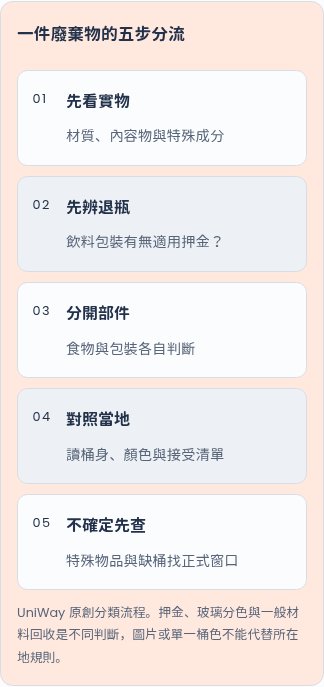 一件廢棄物的五步分流
01 先看實物
材質、內容物與特殊成分
02 先辨退瓶
飲料包裝有無適用押金？
03 分開部件
食物與包裝各自判斷
04 對照當地
讀桶身、顏色與接受清單
05 不確定先查
特殊物品與缺桶找正式窗口
UniWay 原創分類流程。押金、玻璃分色與一般材
料回收是不同判斷，圖片或單一桶色不能代替所在
地規則。